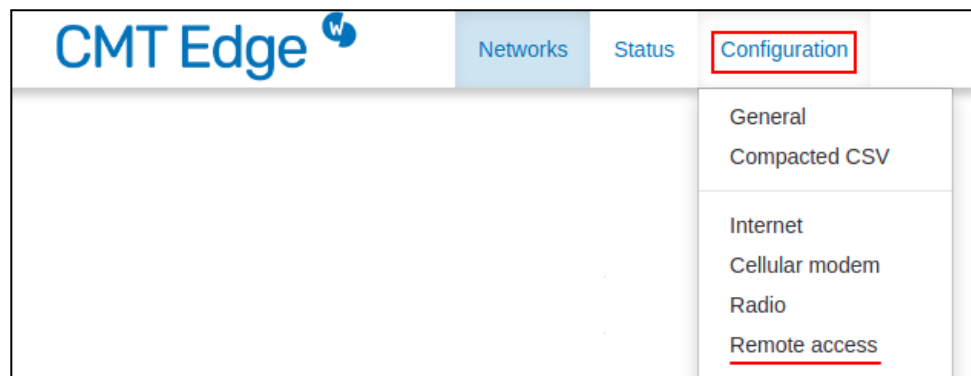 CMT Edge W
Networks Status Configuration
General
Compacted CSV
Internet
Cellular modem
Radio
Remote access